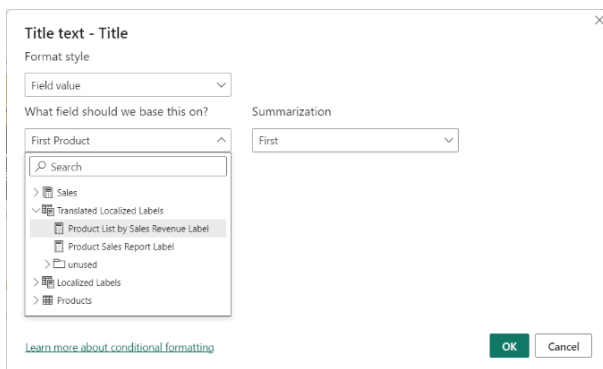 Title text - Title
Format style
Field value
What field should we base this on? Summarization
First Product First
Search
Sales
Translated Localized Labels
Product List by Sales Revenue Label
Product Sales Report Label
unused
Localized Labels
Products
Learn more about conditional formatting
OK Cancel